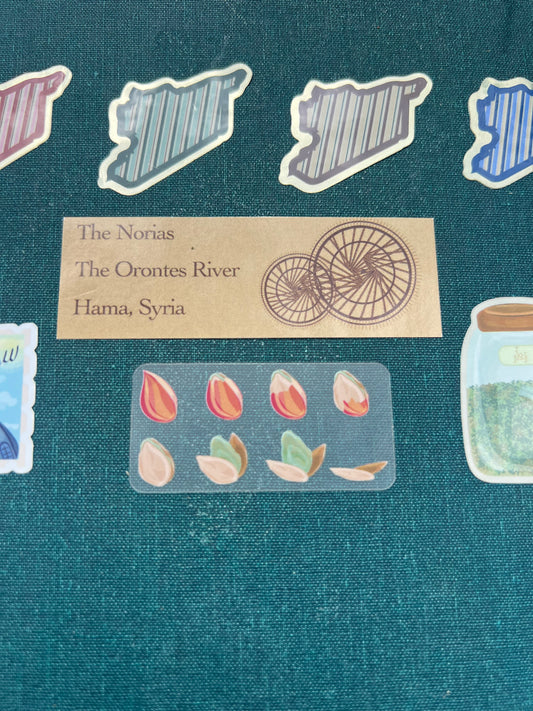 The Norias
The Orontes River
Hama, Syria